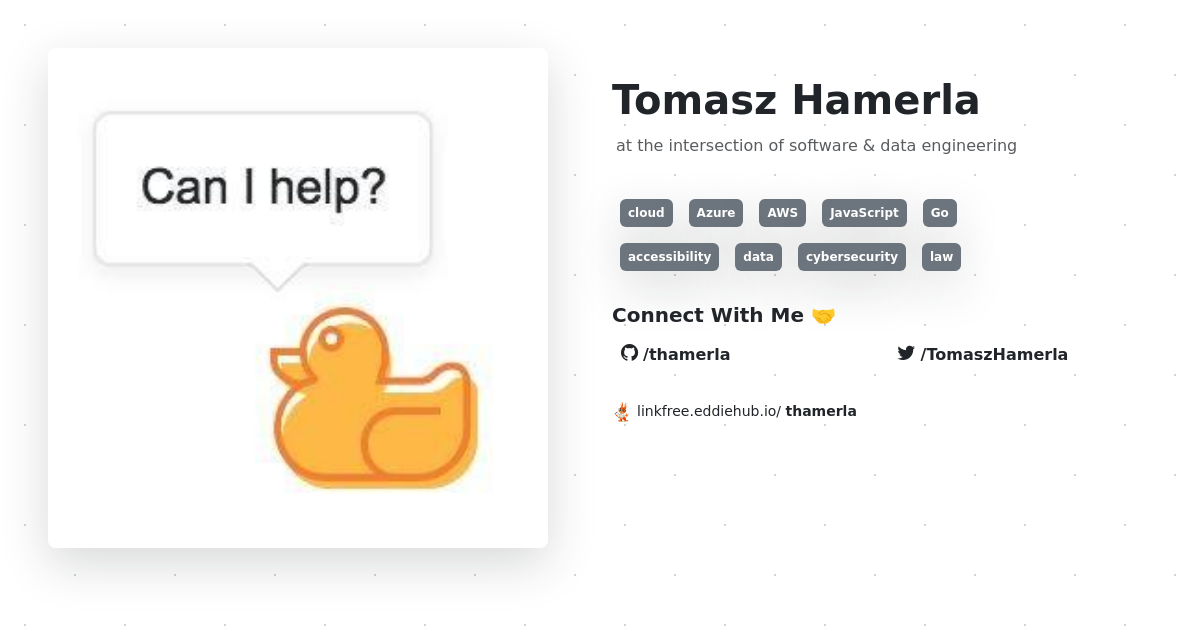 Can I help?
Tomasz Hamerla
at the intersection of software & data engineering
cloud Azure AWS JavaScript Go
accessibility data cybersecurity law
Connect With Me 🤝
/thamerla /TomaszHamerla
linkfree.eddiehub.io/ thamerla